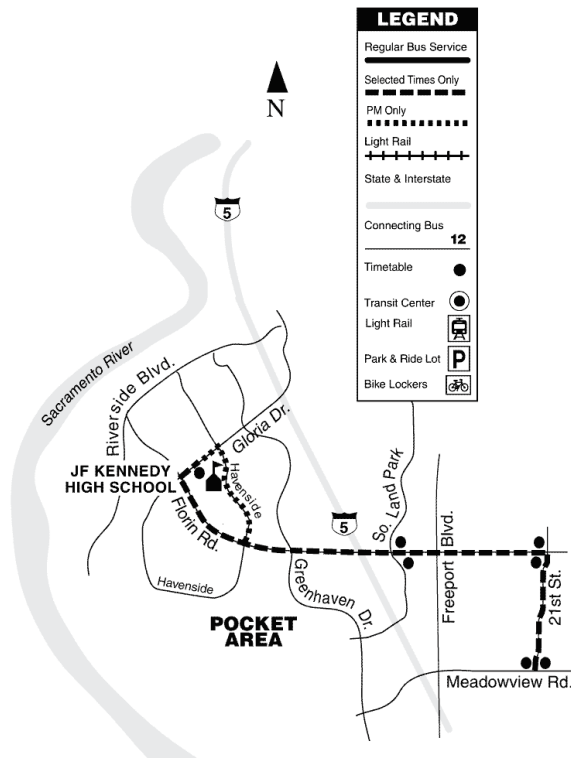 LEGEND
Regular Bus Service
Selected Times Only
PM Only
Light Rail
State & Interstate
Connecting Bus
12
Timetable
Transit Center
Light Rail
Park & Ride Lot
P
Bike Lockers
N
5
Sacramento River
Riverside Blvd.
Gloria Dr.
JF KENNEDY
HIGH SCHOOL
Havenside
Florin Rd.
5
So. Land Park
Freeport Blvd.
Havenside
Greenhaven Dr.
21st St.
POCKET
AREA
Meadowview Rd.